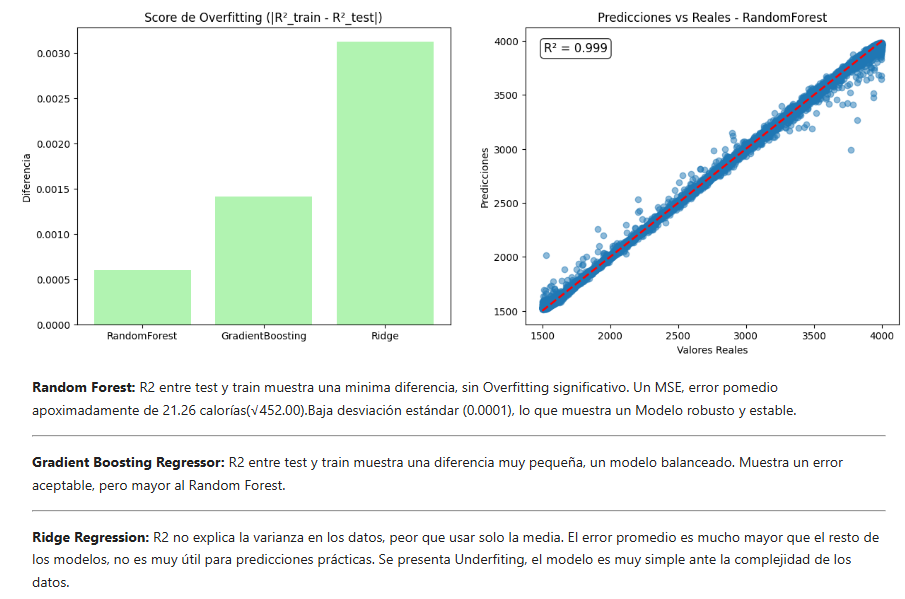 Score de Overfitting (|R²_train - R²_test|)
Diferencia
0.0030
0.0025
0.0020
0.0015
0.0010
0.0005
0.0000
RandomForest GradientBoosting Ridge
Predicciones vs Reales - RandomForest
R² = 0.999
Predicciones
4000
3500
3000
2500
2000
1500
1500 2000 2500 3000 3500 4000
Valores Reales
Random Forest: R2 entre test y train muestra una minima diferencia, sin Overfitting significativo. Un MSE, error pomedio
apoximadamente de 21.26 calorías(√452.00).Baja desviación estándar (0.0001), lo que muestra un Modelo robusto y estable.
Gradient Boosting Regressor: R2 entre test y train muestra una diferencia muy pequeña, un modelo balanceado. Muestra un error
aceptable, pero mayor al Random Forest.
Ridge Regression: R2 no explica la varianza en los datos, peor que usar solo la media. El error promedio es mucho mayor que el resto de
los modelos, no es muy útil para predicciones prácticas. Se presenta Underfiting, el modelo es muy simple ante la complejidad de los
datos.